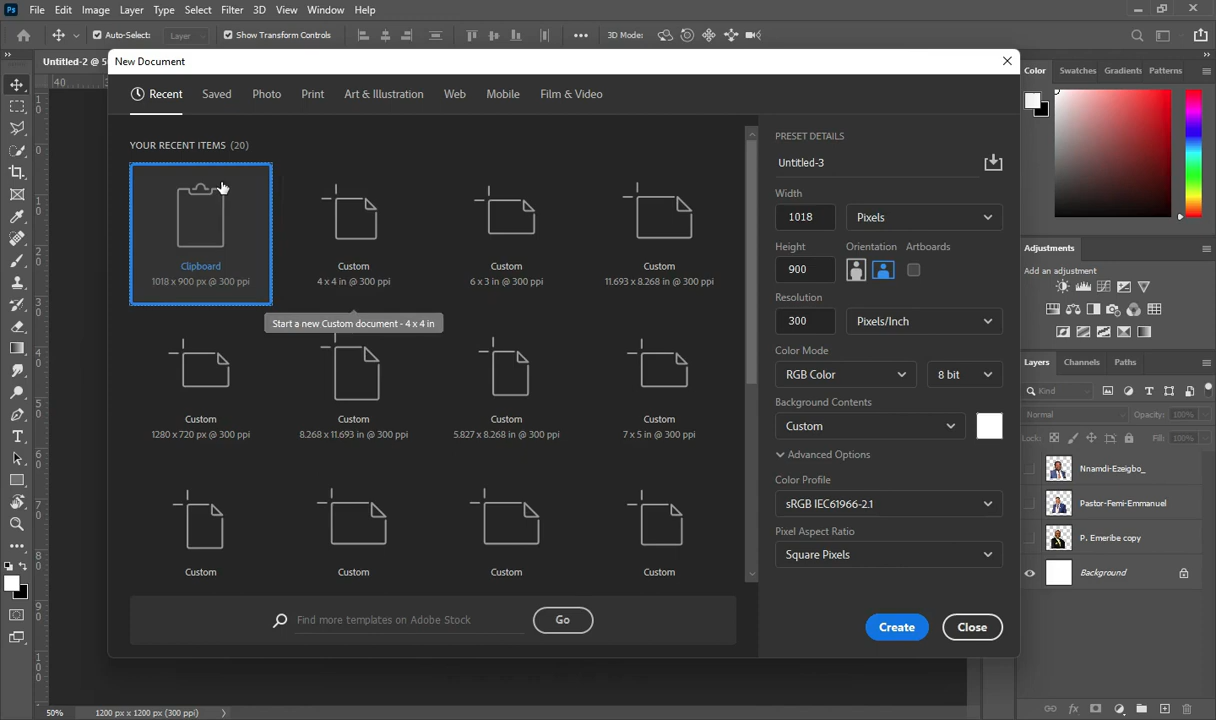 Ps File Edit Image Layer Type Select Filter 3D View Window Help
Auto-Select: Layer Show Transform Controls 3D Mode:
Untitled-2 @ 5
New Document
Recent Saved Photo Print Art & Illustration Web Mobile Film & Video
YOUR RECENT ITEMS (20)
Clipboard
1018 x 900 px @ 300 ppi
Custom
4 x 4 in @ 300 ppi
Custom
6 x 3 in @ 300 ppi
Custom
11.693 x 8.268 in @ 300 ppi
Start a new Custom document - 4 x 4 in
Custom
1280 x 720 px @ 300 ppi
Custom
8.268 x 11.693 in @ 300 ppi
Custom
5.827 x 8.268 in @ 300 ppi
Custom
7 x 5 in @ 300 ppi
Custom
Custom
Custom
Custom
Find more templates on Adobe Stock
Go
PRESET DETAILS
Untitled-3
Width
1018 Pixels
Height Orientation Artboards
900
Resolution
300 Pixels/Inch
Color Mode
RGB Color 8 bit
Background Contents
Custom
Advanced Options
Color Profile
sRGB IEC61966-2.1
Pixel Aspect Ratio
Square Pixels
Create Close
Color Swatches Gradients Patterns
Adjustments
Add an adjustment
Layers Channels Paths
Kind
Normal Opacity: 100%
Lock: Fill: 100%
Nnamdi-Ezeigbo_
Pastor-Femi-Emmanuel
P. Emeribe copy
Background
50% 1200 px x 1200 px (300 ppi)